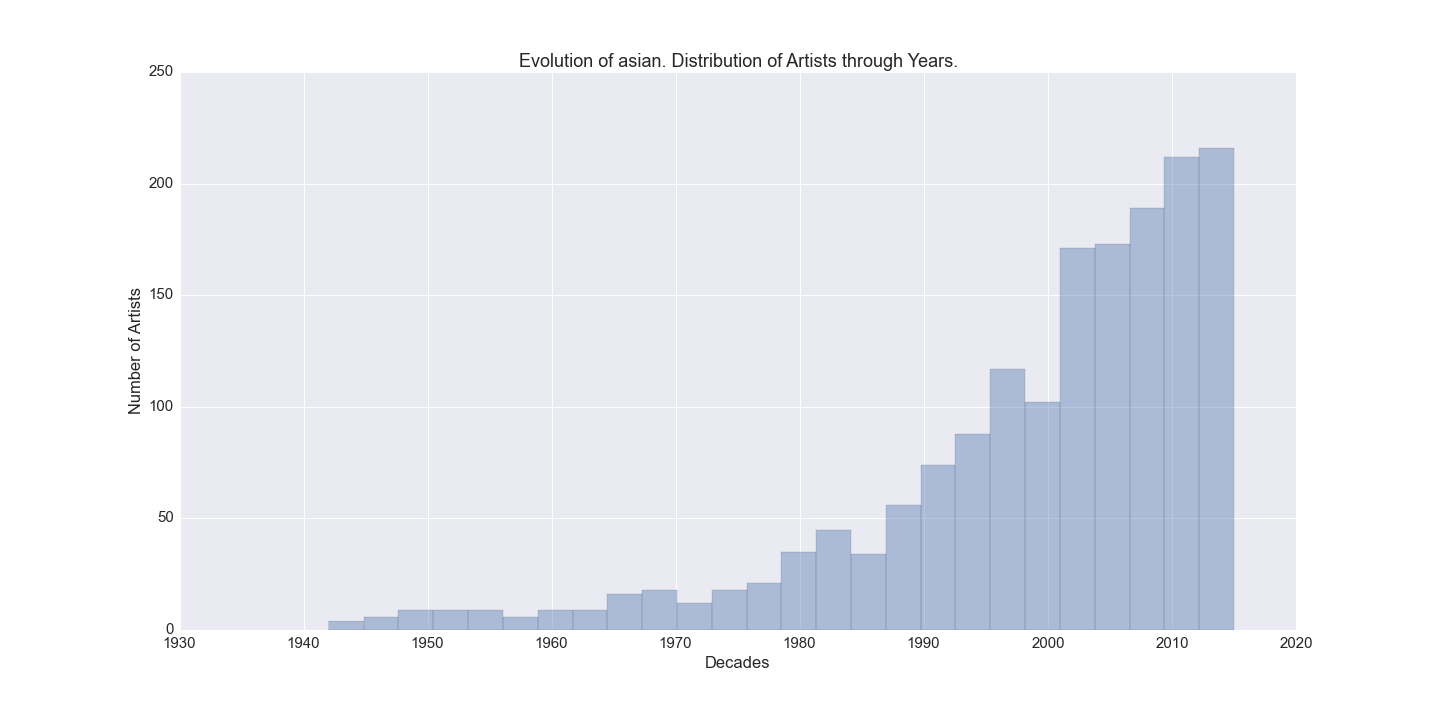 Evolution of asian. Distribution of Artists through Years.
250
200
150
100
50
0
Number of Artists
1930 1940 1950 1960 1970 1980 1990 2000 2010 2020
Decades